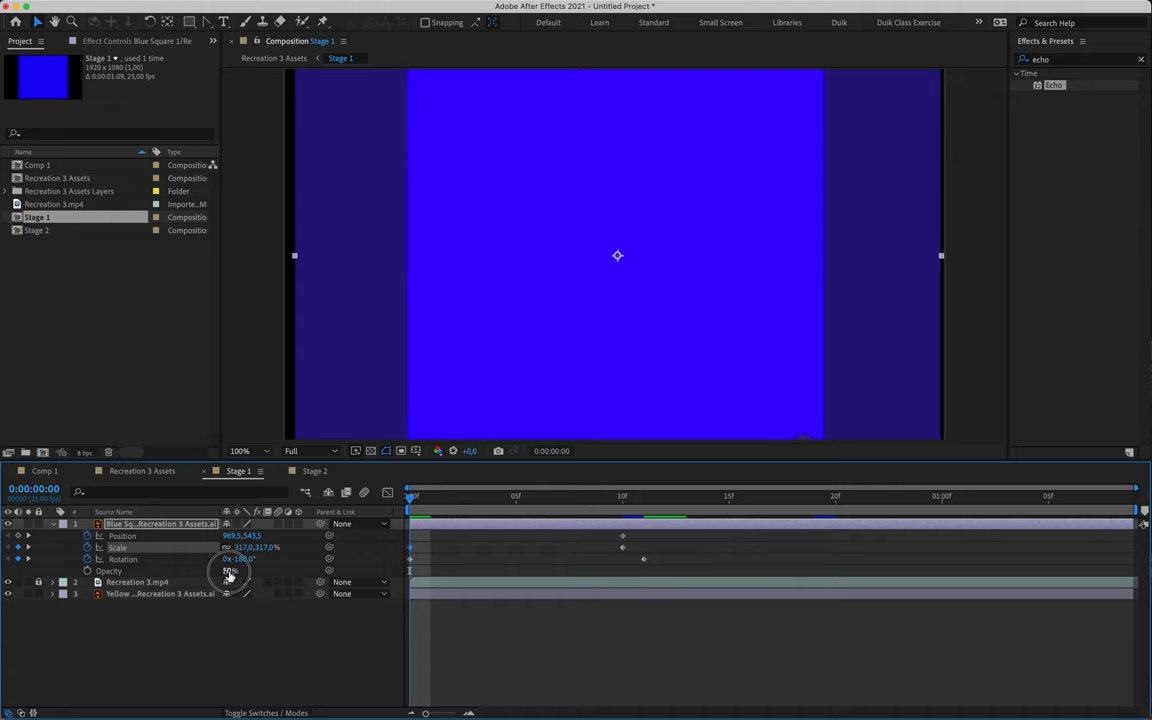 Adobe After Effects 2021 - Untitled Project *
Snapping
Default
Learn
Standard
Small Screen
Libraries
Duik
Duik Class Exercise
Search Help
Project
Effect Controls Blue Square 1/Re
Composition Stage 1
Effects & Presets
Stage 1 , used 1 time
1920 x 1080 (1,00)
Δ 0:00:01:09, 25,00 fps
Recreation 3 Assets
Stage 1
echo
Time
Echo
Name
Type
Comp 1
Compositio
Recreation 3 Assets
Compositio
Recreation 3 Assets Layers
Folder
Recreation 3.mp4
Importe...M
Stage 1
Compositio
Stage 2
Compositio
8 bpc
100%
Full
+0,0
0:00:00:00
Comp 1
Recreation 3 Assets
Stage 1
Stage 2
0:00:00:00
00000 (25.00 fps)
:00f
05f
10f
15f
20f
01:00f
05f
#
Source Name
Parent & Link
1
Blue Sq...Recreation 3 Assets.ai
None
Position
969,5,543,5
Scale
317,0,317,0%
Rotation
0x-180,0°
Opacity
2
Recreation 3.mp4
None
3
Yellow ...Recreation 3 Assets.ai
None
Toggle Switches / Modes